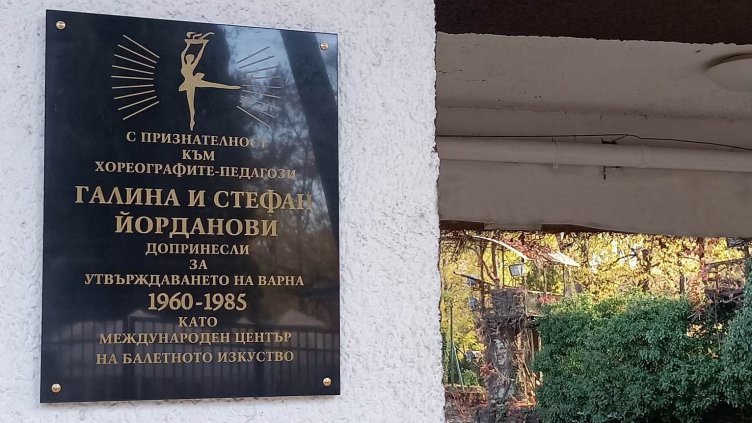 С ПРИЗНАТЕЛНОСТ
КЪМ
ХОРЕОГРАФИТЕ-ПЕДАГОЗИ
ГАЛИНА И СТЕФАН
ЙОРДАНОВИ
ДОПРИНЕСЛИ
ЗА
УТВЪРЖДАВАНЕТО НА ВАРНА
1960-1985
КАТО
МЕЖДУНАРОДЕН ЦЕНТЪР
НА БАЛЕТНОТО ИЗКУСТВО